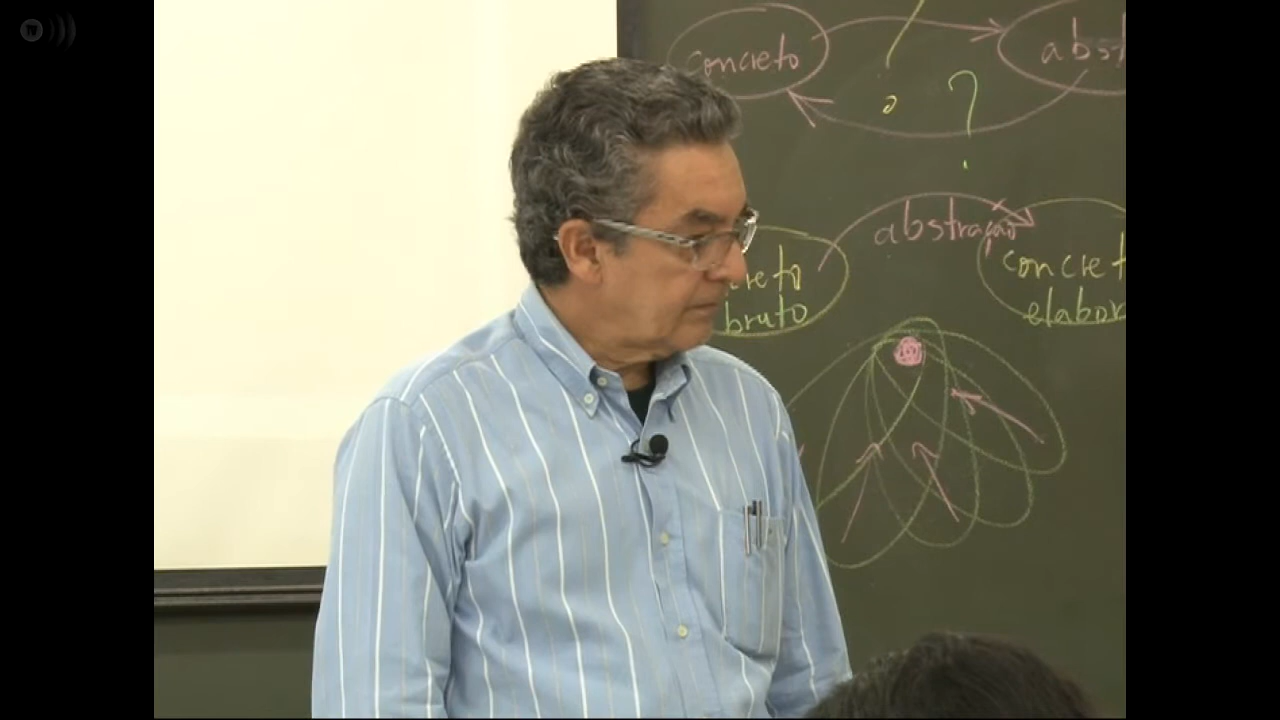 concreto abst
?
abstração
creto concret
bruto elabor